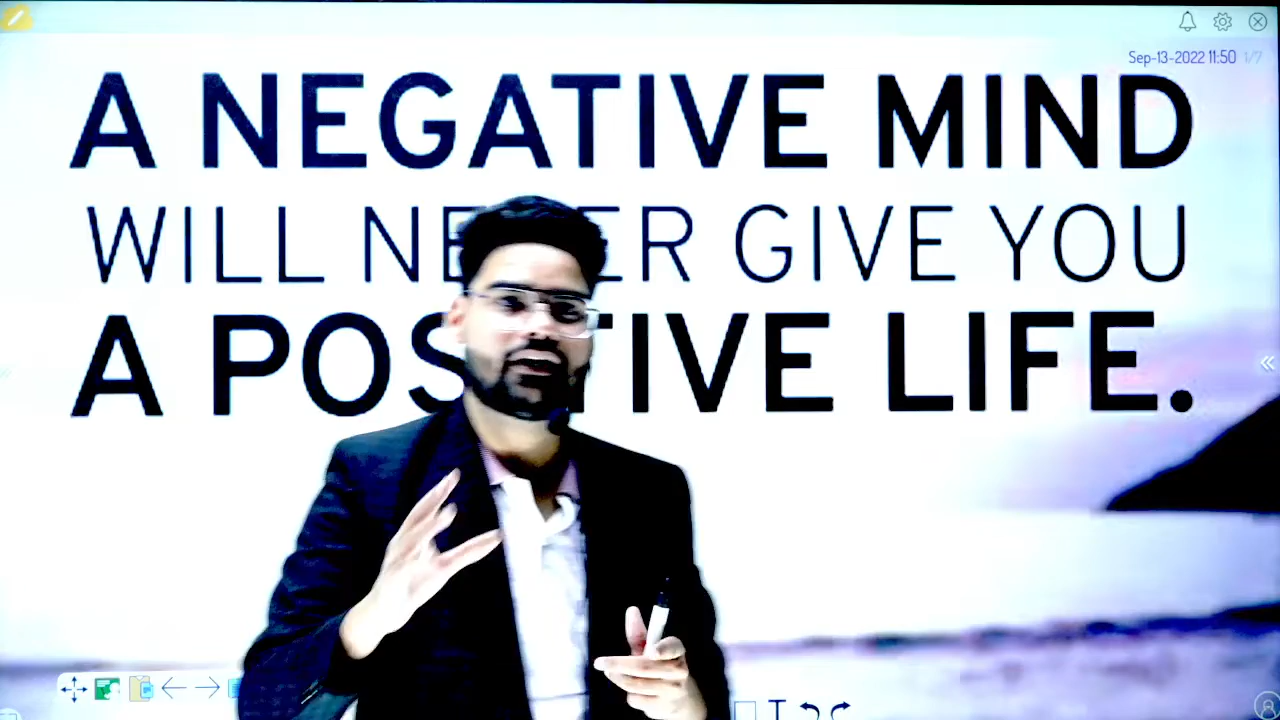 Sep-13-2022 11:50 1/7
A NEGATIVE MIND
WILL NEVER GIVE YOU
A POSITIVE LIFE.
T